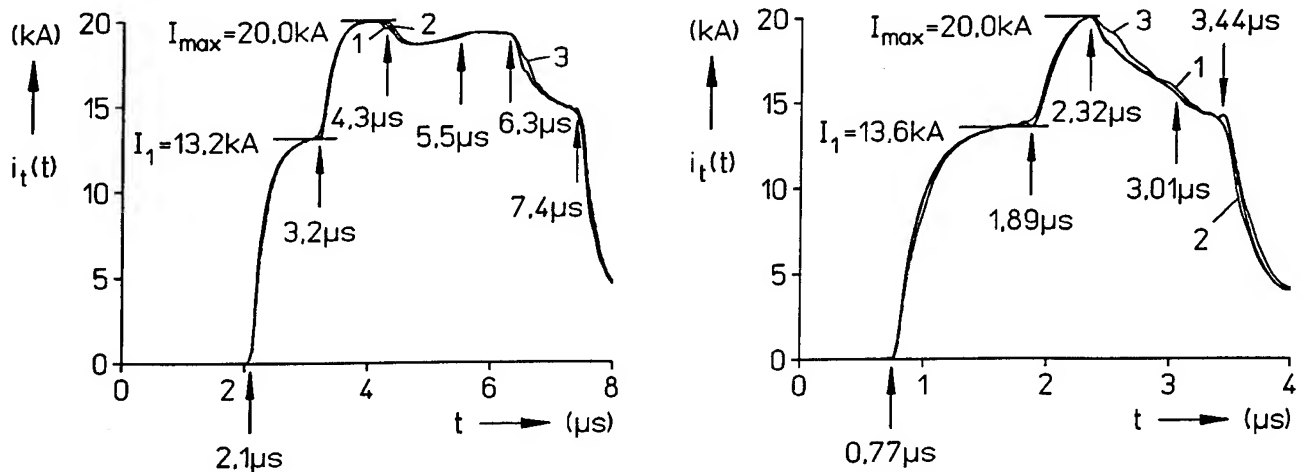 (kA)
i_t(t)
20
15
10
5
0
I_max=20,0kA
I_1=13,2kA
1
2
3
4,3µs
5,5µs
6,3µs
7,4µs
3,2µs
0
2
4
6
8
t
(µs)
2,1µs
(kA)
i_t(t)
20
15
10
5
0
I_max=20.0kA
I_1=13.6kA
3
3,44µs
1
2,32µs
3,01µs
1,89µs
2
0
1
2
3
4
t
(µs)
0,77µs